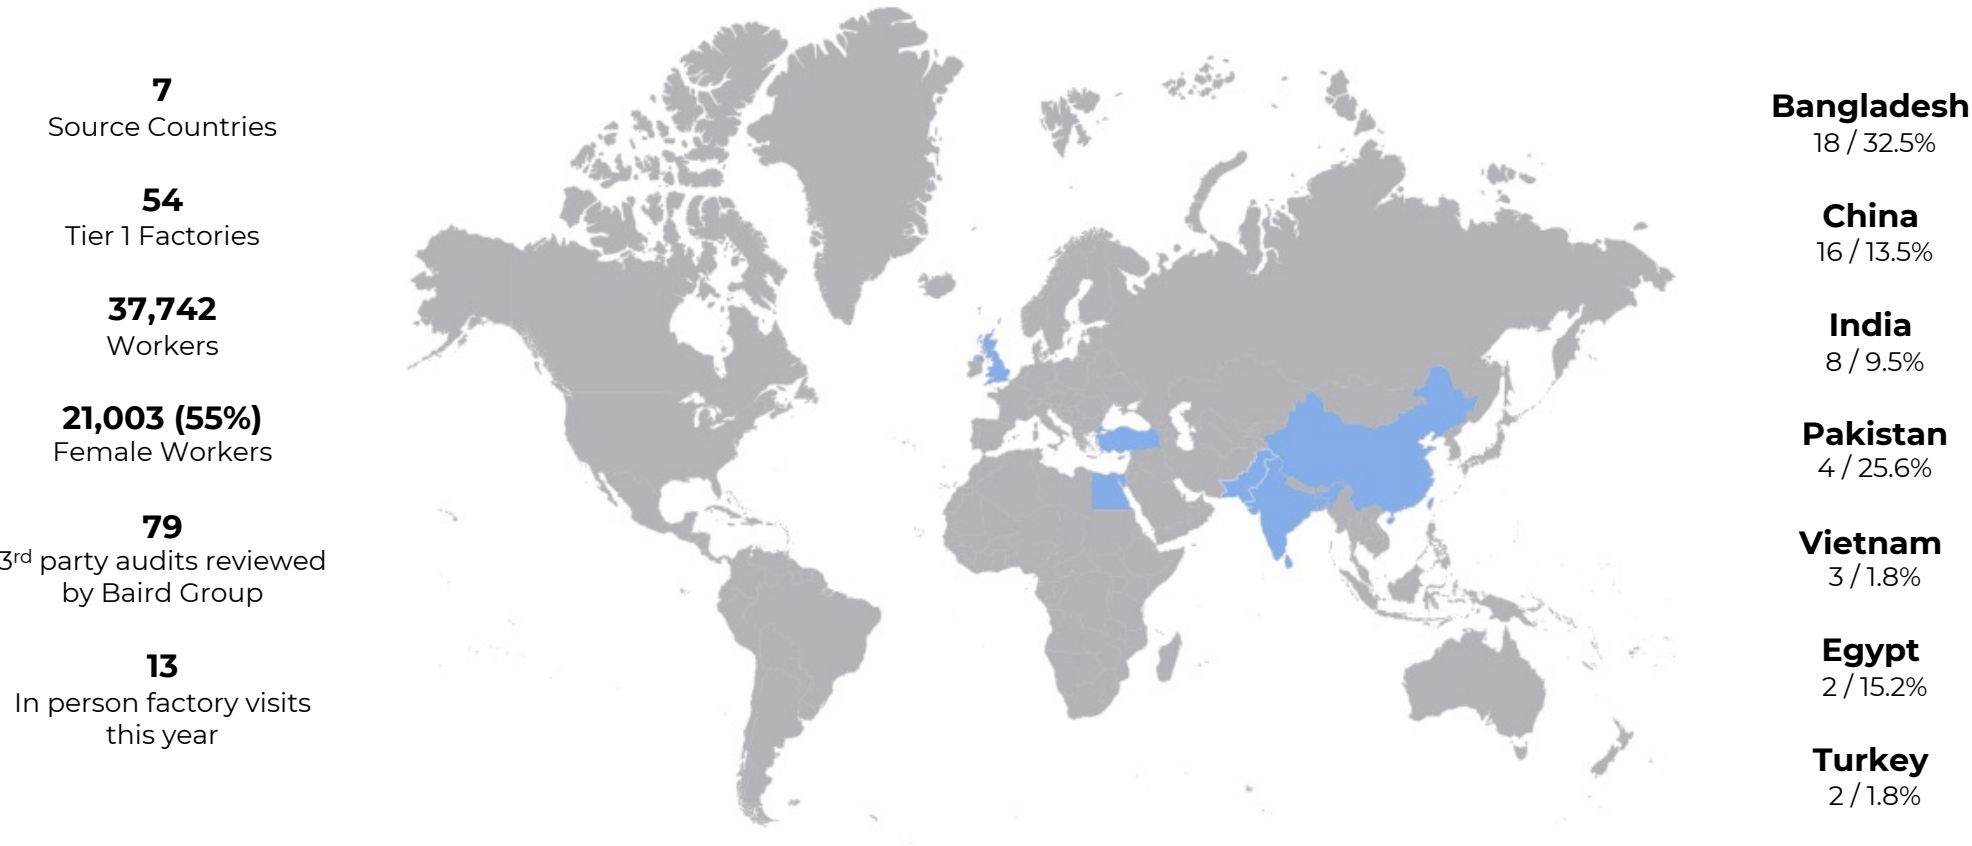 7
Source Countries
54
Tier 1 Factories
37,742
Workers
21,003 (55%)
Female Workers
79
3rd party audits reviewed
by Baird Group
13
In person factory visits
this year
Bangladesh
18 / 32.5%
China
16 / 13.5%
India
8 / 9.5%
Pakistan
4 / 25.6%
Vietnam
3 / 1.8%
Egypt
2 / 15.2%
Turkey
2 / 1.8%